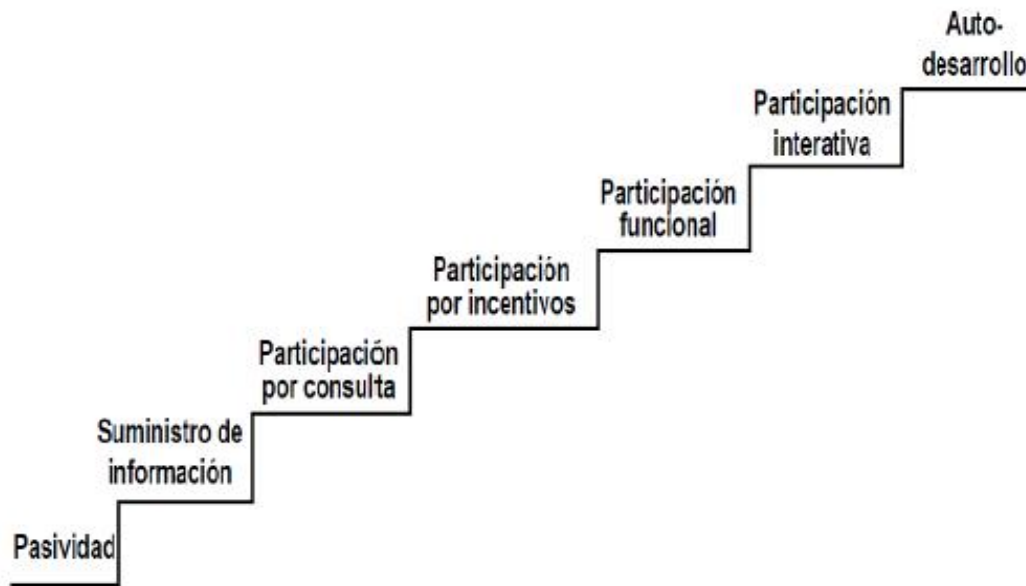 Auto-
desarrollo
Participación
interativa
Participación
funcional
Participación
por incentivos
Participación
por consulta
Suministro de
información
Pasividad